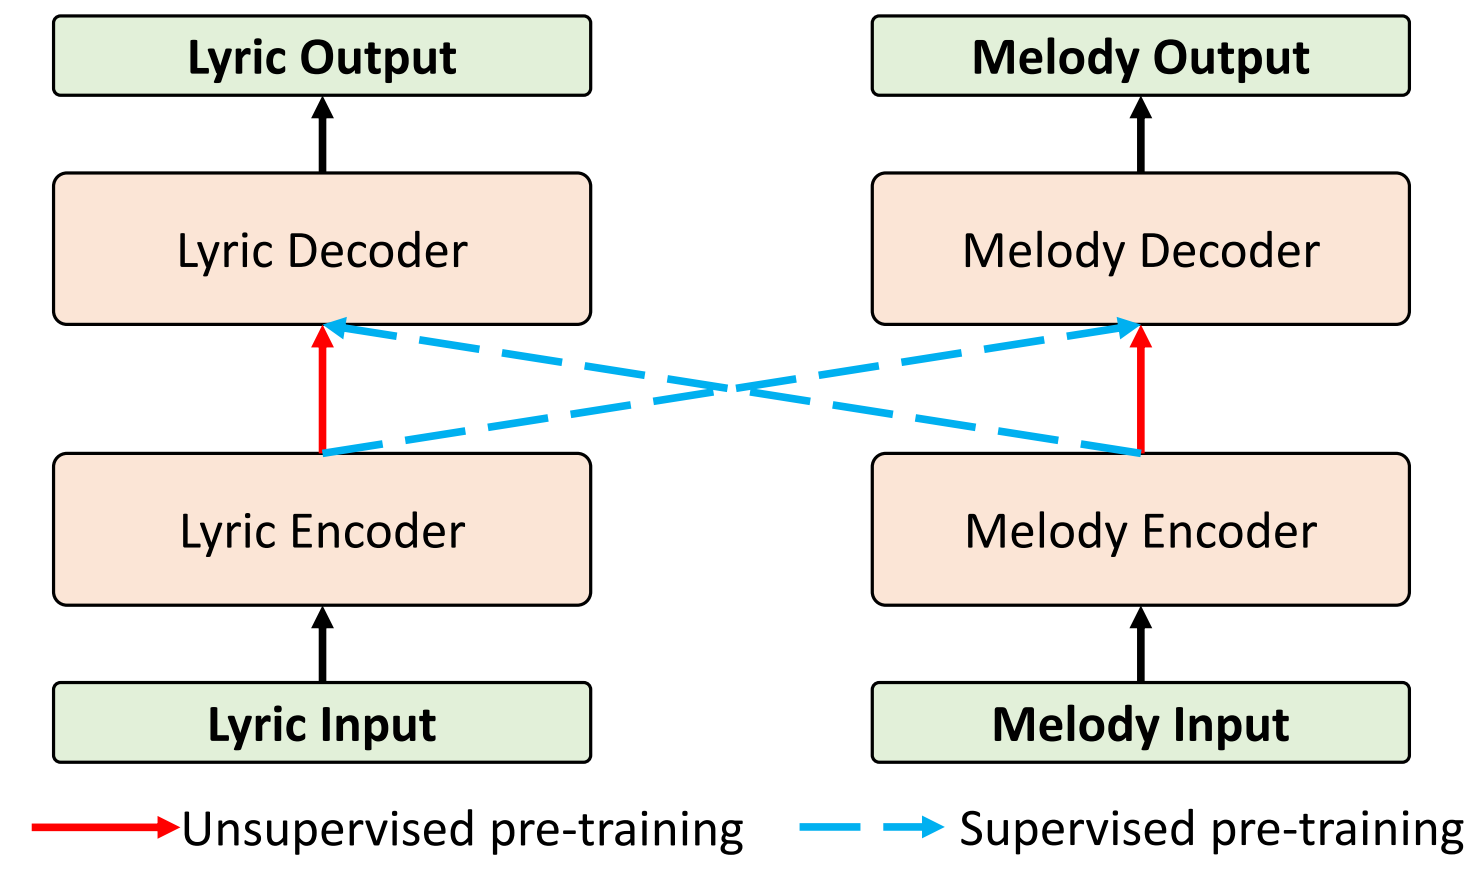 Lyric Output
Melody Output
Lyric Decoder
Melody Decoder
Lyric Encoder
Melody Encoder
Lyric Input
Melody Input
Unsupervised pre-training
Supervised pre-training